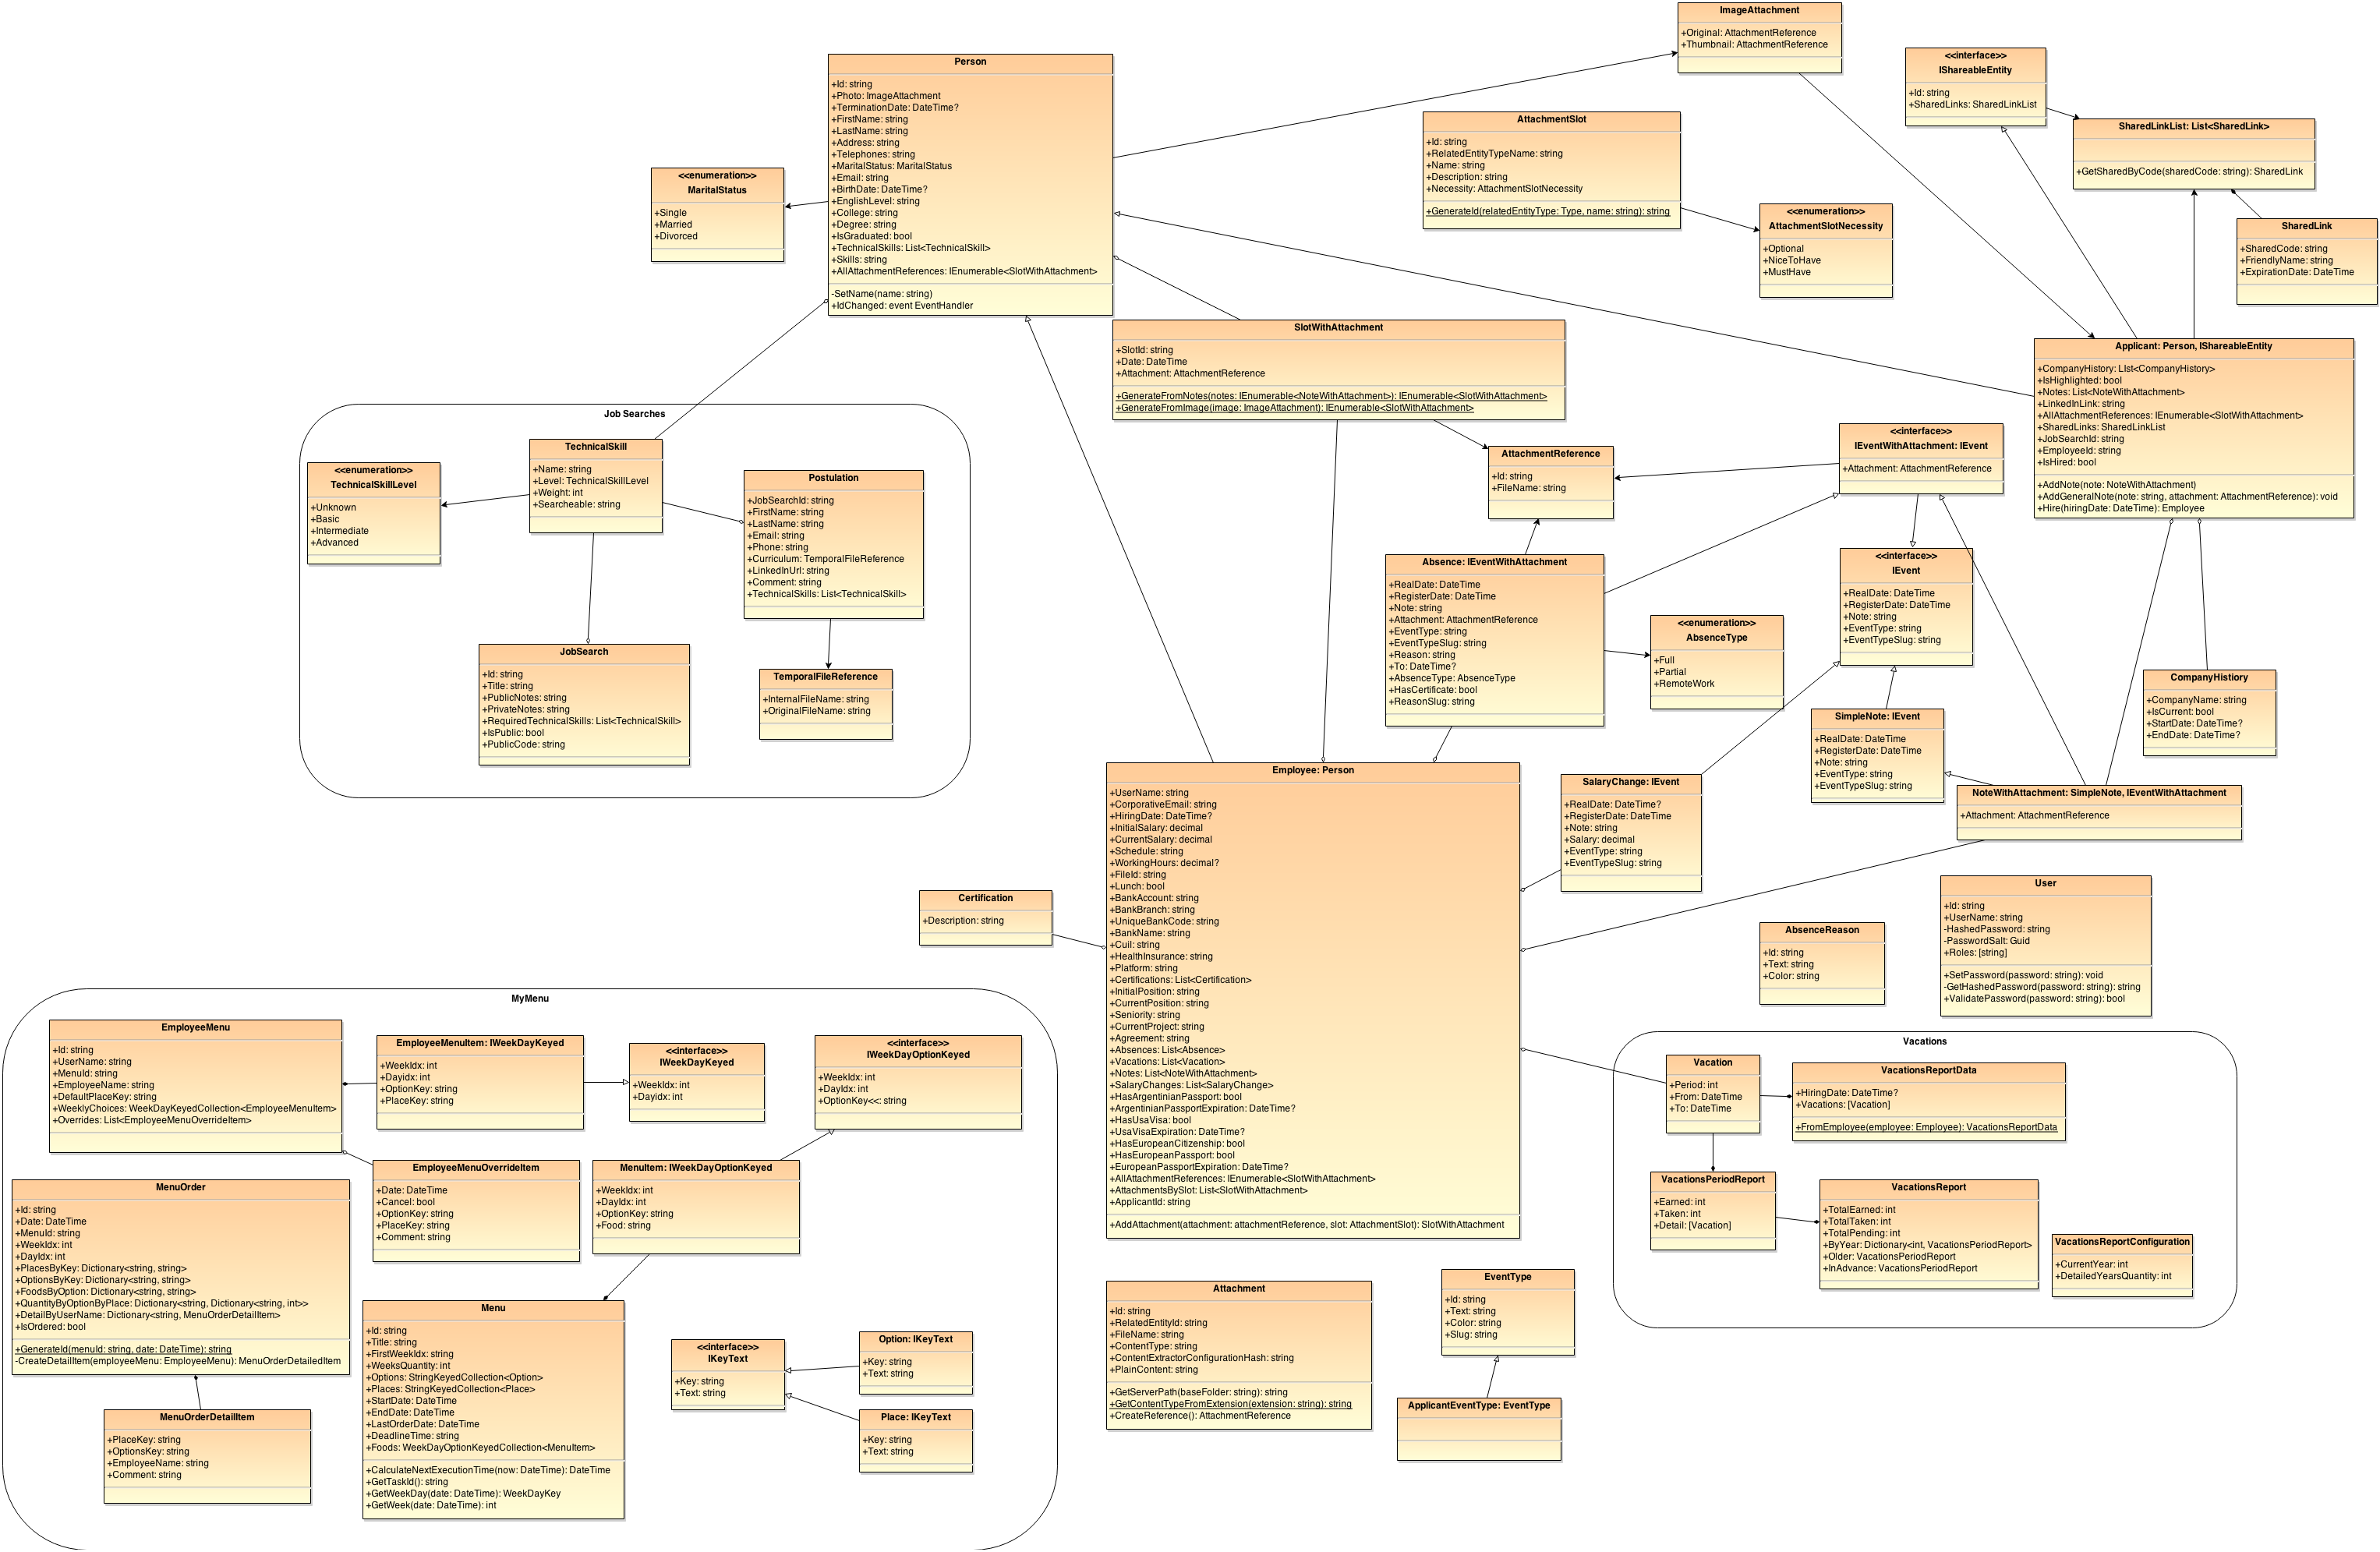 ImageAttachment
+Original: AttachmentReference
+Thumbnail: AttachmentReference
<<interface>>
IShareableEntity
+Id: string
+SharedLinks: SharedLinkList
Person
+Id: string
+Photo: ImageAttachment
+TerminationDate: DateTime?
+FirstName: string
+LastName: string
+Address: string
+Telephones: string
+MaritalStatus: MaritalStatus
+Email: string
+BirthDate: DateTime?
+EnglishLevel: string
+College: string
+Degree: string
+IsGraduated: bool
+TechnicalSkills: List<TechnicalSkill>
+Skills: string
+AllAttachmentReferences: IEnumerable<SlotWithAttachment>
-SetName(name: string)
+IdChanged: event EventHandler
AttachmentSlot
+Id: string
+RelatedEntityTypeName: string
+Name: string
+Description: string
+Necessity: AttachmentSlotNecessity
+GenerateId(relatedEntityType: Type, name: string): string
SharedLinkList: List<SharedLink>
+GetSharedByCode(sharedCode: string): SharedLink
<<enumeration>>
MaritalStatus
+Single
+Married
+Divorced
<<enumeration>>
AttachmentSlotNecessity
+Optional
+NiceToHave
+MustHave
SharedLink
+SharedCode: string
+FriendlyName: string
+ExpirationDate: DateTime
SlotWithAttachment
+SlotId: string
+Date: DateTime
+Attachment: AttachmentReference
+GenerateFromNotes(notes: IEnumerable<NoteWithAttachment>): IEnumerable<SlotWithAttachment>
+GenerateFromImage(image: ImageAttachment): IEnumerable<SlotWithAttachment>
Applicant: Person, IShareableEntity
+CompanyHistory: LIst<CompanyHistory>
+IsHighlighted: bool
+Notes: List<NoteWithAttachment>
+LinkedInLink: string
+AllAttachmentReferences: IEnumerable<SlotWithAttachment>
+SharedLinks: SharedLinkList
+JobSearchId: string
+EmployeeId: string
+IsHired: bool
+AddNote(note: NoteWithAttachment)
+AddGeneralNote(note: string, attachment: AttachmentReference): void
+Hire(hiringDate: DateTime): Employee
Job Searches
<<enumeration>>
TechnicalSkillLevel
+Unknown
+Basic
+Intermediate
+Advanced
TechnicalSkill
+Name: string
+Level: TechnicalSkillLevel
+Weight: int
+Searcheable: string
Postulation
+JobSearchId: string
+FirstName: string
+LastName: string
+Email: string
+Phone: string
+Curriculum: TemporalFileReference
+LinkedInUrl: string
+Comment: string
+TechnicalSkills: List<TechnicalSkill>
JobSearch
+Id: string
+Title: string
+PublicNotes: string
+PrivateNotes: string
+RequiredTechnicalSkills: List<TechnicalSkill>
+IsPublic: bool
+PublicCode: string
TemporalFileReference
+InternalFileName: string
+OriginalFileName: string
AttachmentReference
+Id: string
+FileName: string
<<interface>>
IEventWithAttachment: IEvent
+Attachment: AttachmentReference
Absence: IEventWithAttachment
+RealDate: DateTime
+RegisterDate: DateTime
+Note: string
+Attachment: AttachmentReference
+EventType: string
+EventTypeSlug: string
+Reason: string
+To: DateTime?
+AbsenceType: AbsenceType
+HasCertificate: bool
+ReasonSlug: string
<<interface>>
IEvent
+RealDate: DateTime
+RegisterDate: DateTime
+Note: string
+EventType: string
+EventTypeSlug: string
<<enumeration>>
AbsenceType
+Full
+Partial
+RemoteWork
CompanyHistiory
+CompanyName: string
+IsCurrent: bool
+StartDate: DateTime?
+EndDate: DateTime?
SimpleNote: IEvent
+RealDate: DateTime
+RegisterDate: DateTime
+Note: string
+EventType: string
+EventTypeSlug: string
NoteWithAttachment: SimpleNote, IEventWithAttachment
+Attachment: AttachmentReference
Employee: Person
+UserName: string
+CorporativeEmail: string
+HiringDate: DateTime?
+InitialSalary: decimal
+CurrentSalary: decimal
+Schedule: string
+WorkingHours: decimal?
+FileId: string
+Lunch: bool
+BankAccount: string
+BankBranch: string
+UniqueBankCode: string
+BankName: string
+Cuil: string
+HealthInsurance: string
+Platform: string
+Certifications: List<Certification>
+InitialPosition: string
+CurrentPosition: string
+Seniority: string
+CurrentProject: string
+Agreement: string
+Absences: List<Absence>
+Vacations: List<Vacation>
+Notes: List<NoteWithAttachment>
+SalaryChanges: List<SalaryChange>
+HasArgentinianPassport: bool
+ArgentinianPassportExpiration: DateTime?
+HasUsaVisa: bool
+UsaVisaExpiration: DateTime?
+HasEuropeanCitizenship: bool
+HasEuropeanPassport: bool
+EuropeanPassportExpiration: DateTime?
+AllAttachmentReferences: IEnumerable<SlotWithAttachment>
+AttachmentsBySlot: List<SlotWithAttachment>
+ApplicantId: string
+AddAttachment(attachment: attachmentReference, slot: AttachmentSlot): SlotWithAttachment
SalaryChange: IEvent
+RealDate: DateTime?
+RegisterDate: DateTime
+Note: string
+Salary: decimal
+EventType: string
+EventTypeSlug: string
Certification
+Description: string
AbsenceReason
+Id: string
+Text: string
+Color: string
User
+Id: string
+UserName: string
-HashedPassword: string
-PasswordSalt: Guid
+Roles: [string]
+SetPassword(password: string): void
-GetHashedPassword(password: string): string
+ValidatePassword(password: string): bool
MyMenu
EmployeeMenu
+Id: string
+UserName: string
+MenuId: string
+EmployeeName: string
+DefaultPlaceKey: string
+WeeklyChoices: WeekDayKeyedCollection<EmployeeMenuItem>
+Overrides: List<EmployeeMenuOverrideItem>
EmployeeMenuItem: IWeekDayKeyed
+WeekIdx: int
+Dayidx: int
+OptionKey: string
+PlaceKey: string
<<interface>>
IWeekDayKeyed
+WeekIdx: int
+Dayidx: int
<<interface>>
IWeekDayOptionKeyed
+WeekIdx: int
+DayIdx: int
+OptionKey<<: string
EmployeeMenuOverrideItem
+Date: DateTime
+Cancel: bool
+OptionKey: string
+PlaceKey: string
+Comment: string
MenuItem: IWeekDayOptionKeyed
+WeekIdx: int
+DayIdx: int
+OptionKey: string
+Food: string
MenuOrder
+Id: string
+Date: DateTime
+MenuId: string
+WeekIdx: int
+DayIdx: int
+PlacesByKey: Dictionary<string, string>
+OptionsByKey: Dictionary<string, string>
+FoodsByOption: Dictionary<string, string>
+QuantityByOptionByPlace: Dictionary<string, Dictionary<string, int>>
+DetailByUserName: Dictionary<string, MenuOrderDetailItem>
+IsOrdered: bool
+GenerateId(menuId: string, date: DateTime): string
-CreateDetailItem(employeeMenu: EmployeeMenu): MenuOrderDetailedItem
MenuOrderDetailItem
+PlaceKey: string
+OptionsKey: string
+EmployeeName: string
+Comment: string
Menu
+Id: string
+Title: string
+FirstWeekIdx: string
+WeeksQuantity: int
+Options: StringKeyedCollection<Option>
+Places: StringKeyedCollection<Place>
+StartDate: DateTime
+EndDate: DateTime
+LastOrderDate: DateTime
+DeadlineTime: string
+Foods: WeekDayOptionKeyedCollection<MenuItem>
+CalculateNextExecutionTime(now: DateTime): DateTime
+GetTaskId(): string
+GetWeekDay(date: DateTime): WeekDayKey
+GetWeek(date: DateTime): int
<<interface>>
IKeyText
+Key: string
+Text: string
Option: IKeyText
+Key: string
+Text: string
Place: IKeyText
+Key: string
+Text: string
Vacations
Vacation
+Period: int
+From: DateTime
+To: DateTime
VacationsReportData
+HiringDate: DateTime?
+Vacations: [Vacation]
+FromEmployee(employee: Employee): VacationsReportData
VacationsPeriodReport
+Earned: int
+Taken: int
+Detail: [Vacation]
VacationsReport
+TotalEarned: int
+TotalTaken: int
+TotalPending: int
+ByYear: Dictionary<int, VacationsPeriodReport>
+Older: VacationsPeriodReport
+InAdvance: VacationsPeriodReport
VacationsReportConfiguration
+CurrentYear: int
+DetailedYearsQuantity: int
Attachment
+Id: string
+RelatedEntityId: string
+FileName: string
+ContentType: string
+ContentExtractorConfigurationHash: string
+PlainContent: string
+GetServerPath(baseFolder: string): string
+GetContentTypeFromExtension(extension: string): string
+CreateReference(): AttachmentReference
EventType
+Id: string
+Text: string
+Color: string
+Slug: string
ApplicantEventType: EventType